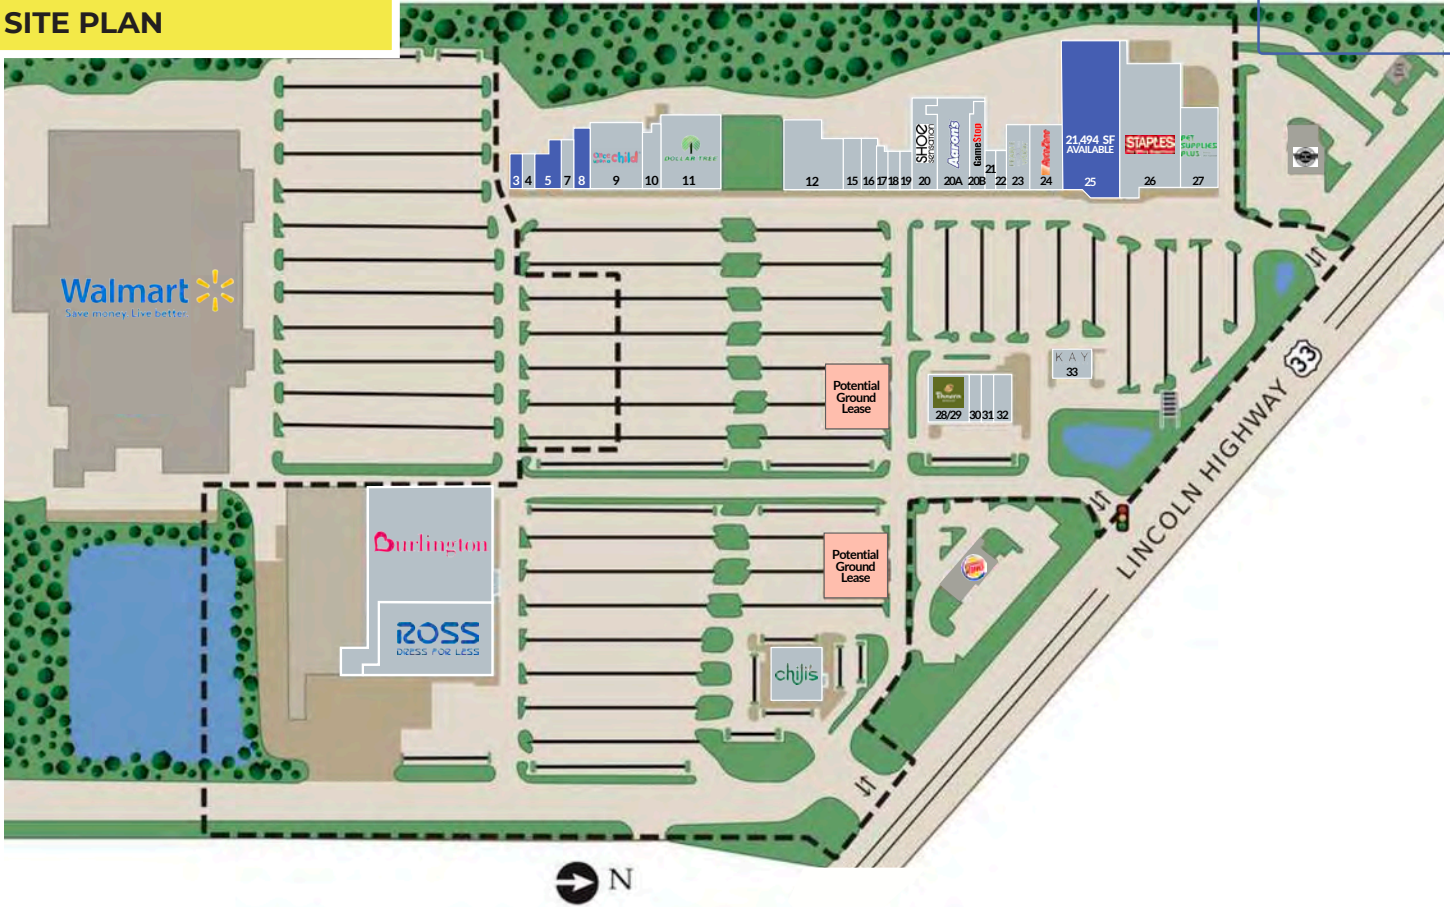 SITE PLAN
Walmart
Save money. Live better.
3 4 5 7 8 9 10 11 12 15 16 17 18 19 20 20A 20B 21 22 23 24 25 26 27
child
DOLLAR TREE
SHOE
sensation
Aaron's
GameStop
AutoZone
21,494 SF
AVAILABLE
STAPLES
PET
SUPPLIES
PLUS
Potential
Ground
Lease
Panera
28/29 30 31 32
KAY
33
33
LINCOLN HIGHWAY
Burlington
ROSS
DRESS FOR LESS
Potential
Ground
Lease
chili's
N